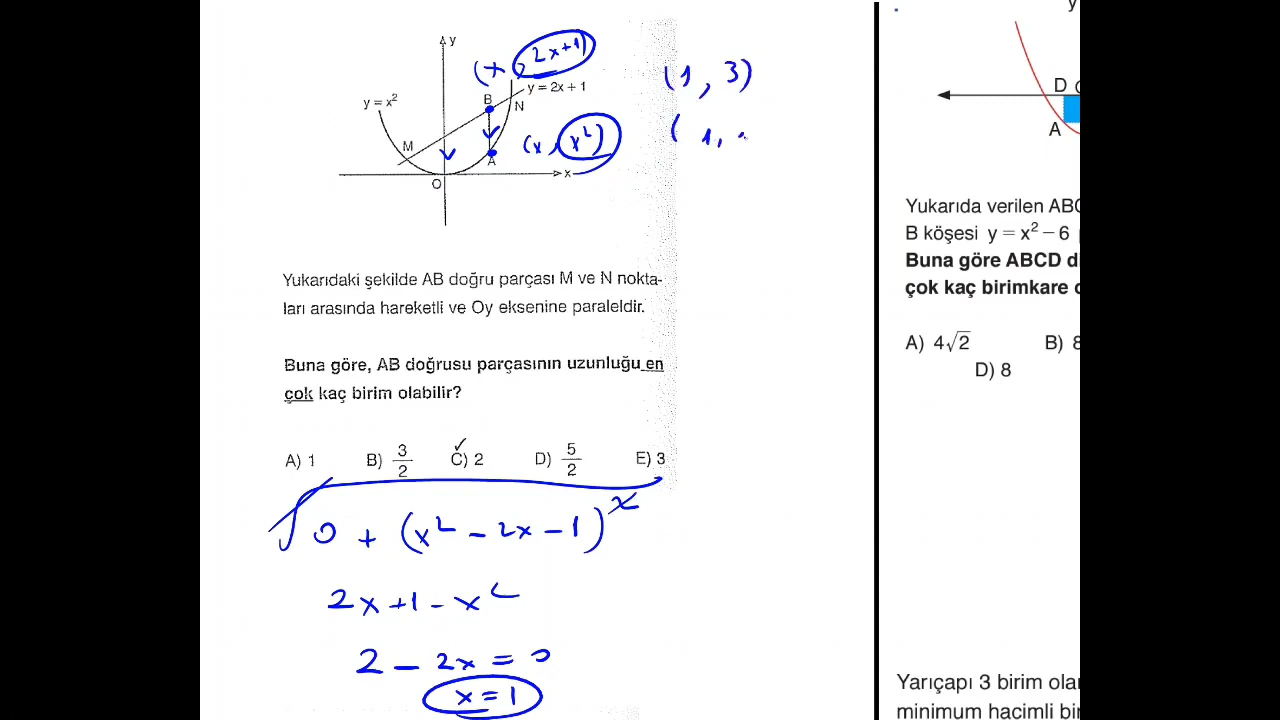 y
(x, 2x+1)
(1, 3)
y = 2x + 1
y = x²
B
N
D
(x, x²)
(1,
A
M
A
x
O
Yukarıdaki şekilde AB doğru parçası M ve N nokta-
ları arasında hareketli ve Oy eksenine paraleldir.
Buna göre, AB doğrusu parçasının uzunluğu en
çok kaç birim olabilir?
A) 1 B) 3/2 C) 2 D) 5/2 E) 3
√0 + (x² - 2x - 1)²
2x+1-x²
2 - 2x = 0
x = 1
y
Yukarıda verilen ABC
B köşesi y = x² – 6
Buna göre ABCD d
çok kaç birimkare
A) 4√2 B) 8
D) 8
Yarıçapı 3 birim ola
minimum hacimli bir